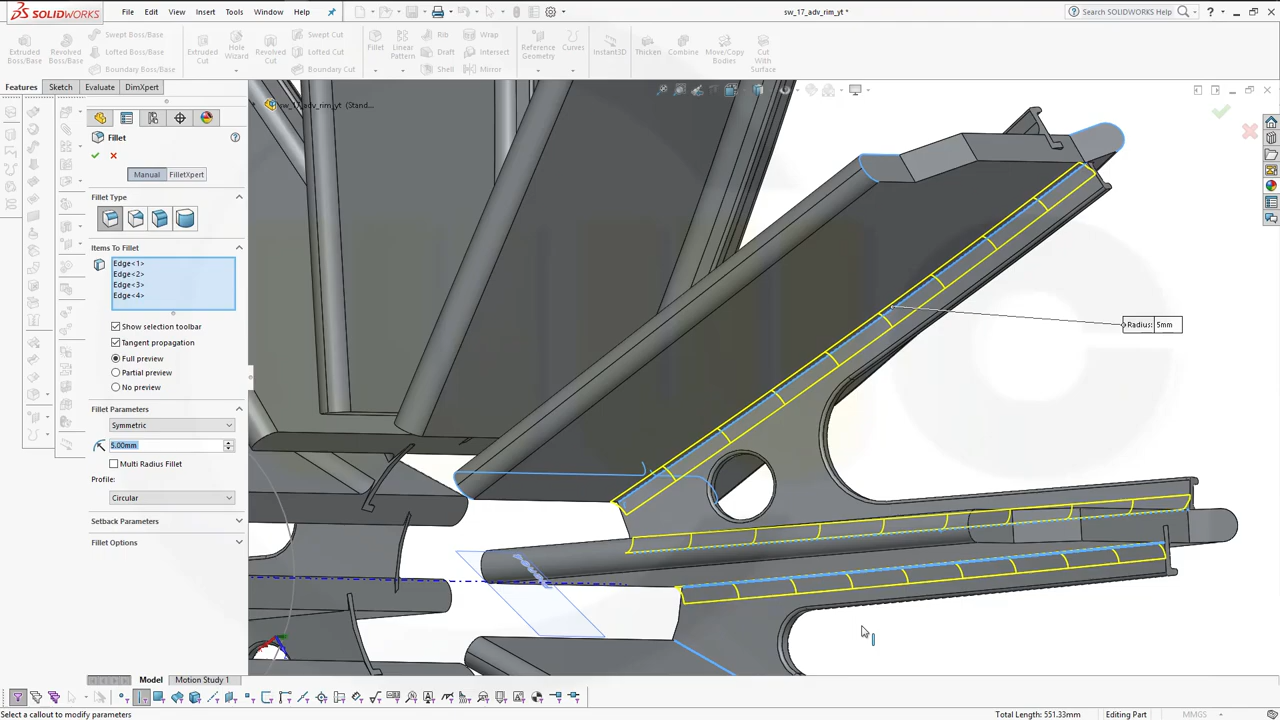 SOLIDWORKS
File
Edit
View
Insert
Tools
Window
Help
sw_17_adv_rim_yt *
Search SOLIDWORKS Help
Extruded
Boss/Base
Revolved
Boss/Base
Swept Boss/Base
Lofted Boss/Base
Boundary Boss/Base
Extruded
Cut
Hole
Wizard
Revolved
Cut
Swept Cut
Lofted Cut
Boundary Cut
Fillet
Linear
Pattern
Rib
Draft
Shell
Wrap
Intersect
Mirror
Reference
Geometry
Curves
Instant3D
Thicken
Combine
Move/Copy
Bodies
Cut With
Surface
Features
Sketch
Evaluate
DimXpert
sw_17_adv_rim_yt (Stand...
Fillet
Manual
FilletXpert
Fillet Type
Items To Fillet
Edge<1>
Edge<2>
Edge<3>
Edge<4>
Show selection toolbar
Tangent propagation
Full preview
Partial preview
No preview
Fillet Parameters
Symmetric
5.00mm
Multi Radius Fillet
Profile:
Circular
Setback Parameters
Fillet Options
Radius: 5mm
Model
Motion Study 1
Select a callout to modify parameters
Total Length: 551.33mm
Editing Part
MMGS